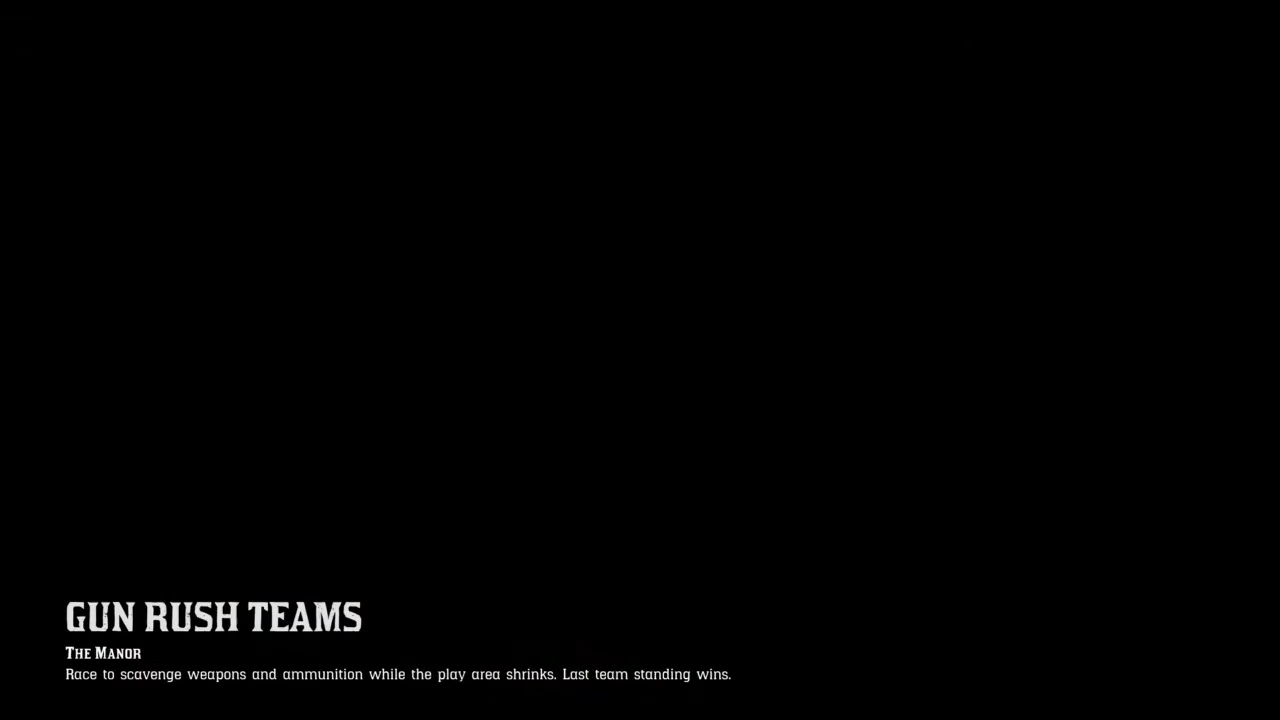 GUN RUSH TEAMS
THE MANOR
Race to scavenge weapons and ammunition while the play area shrinks. Last team standing wins.